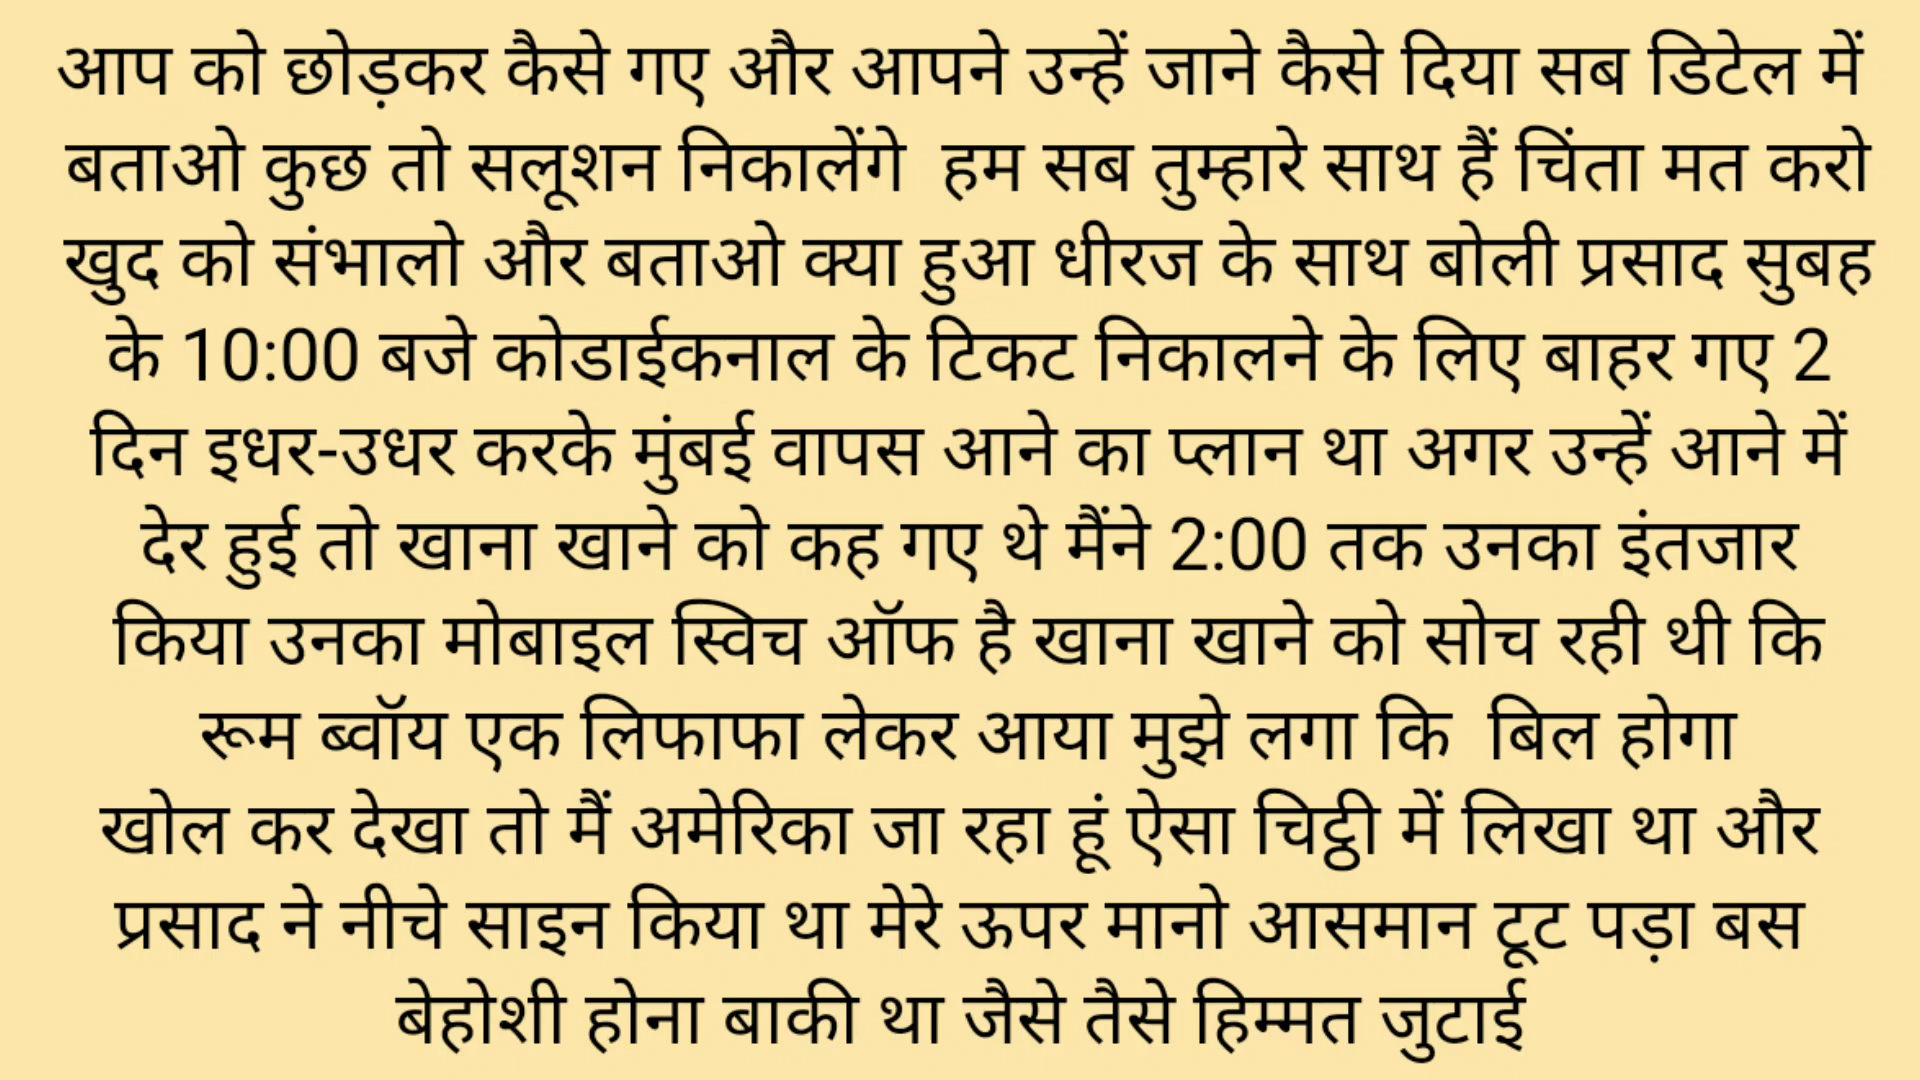 आप को छोड़कर कैसे गए और आपने उन्हें जाने कैसे दिया सब डिटेल में
बताओ कुछ तो सलूशन निकालेंगे  हम सब तुम्हारे साथ हैं चिंता मत करो
खुद को संभालो और बताओ क्या हुआ धीरज के साथ बोली प्रसाद सुबह
के 10:00 बजे कोडाईकनाल के टिकट निकालने के लिए बाहर गए 2
दिन इधर-उधर करके मुंबई वापस आने का प्लान था अगर उन्हें आने में
देर हुई तो खाना खाने को कह गए थे मैंने 2:00 तक उनका इंतजार
किया उनका मोबाइल स्विच ऑफ है खाना खाने को सोच रही थी कि
रूम ब्वॉय एक लिफाफा लेकर आया मुझे लगा कि  बिल होगा
खोल कर देखा तो मैं अमेरिका जा रहा हूं ऐसा चिट्ठी में लिखा था और
प्रसाद ने नीचे साइन किया था मेरे ऊपर मानो आसमान टूट पड़ा बस
बेहोशी होना बाकी था जैसे तैसे हिम्मत जुटाई